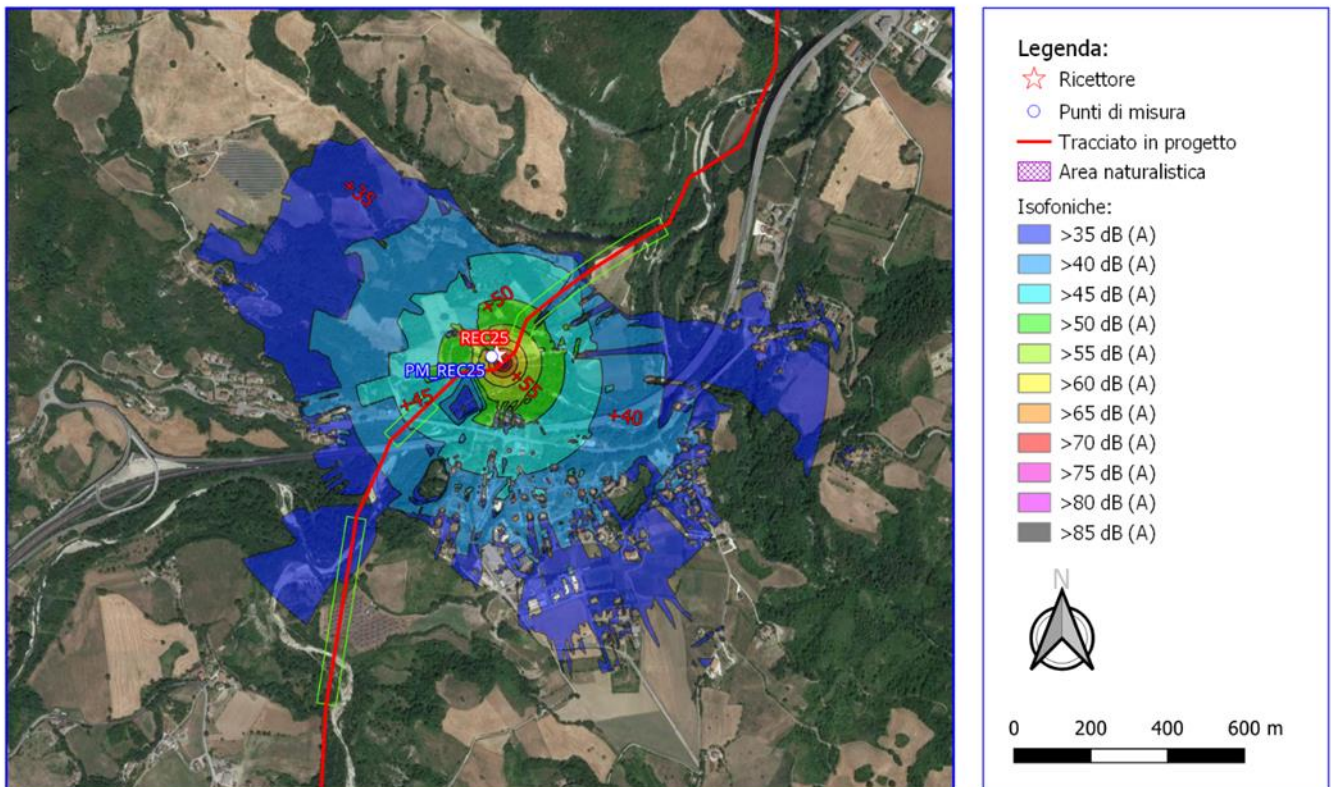 +35
+50
REC25
PM_REC25
+55
+45
+40
Legenda:
Ricettore
Punti di misura
Tracciato in progetto
Area naturalistica
Isofoniche:
>35 dB (A)
>40 dB (A)
>45 dB (A)
>50 dB (A)
>55 dB (A)
>60 dB (A)
>65 dB (A)
>70 dB (A)
>75 dB (A)
>80 dB (A)
>85 dB (A)
N
0 200 400 600 m